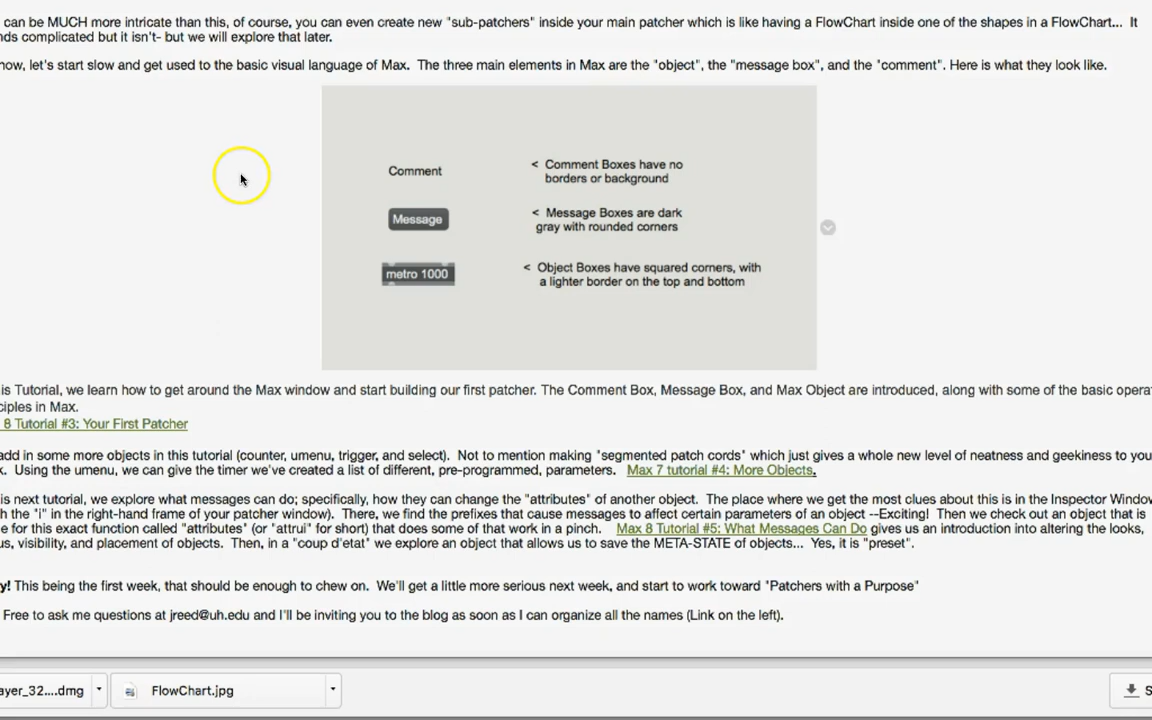 can be MUCH more intricate than this, of course, you can even create new "sub-patchers" inside your main patcher which is like having a FlowChart inside one of the shapes in a FlowChart... It
nds complicated but it isn't- but we will explore that later.
now, let's start slow and get used to the basic visual language of Max. The three main elements in Max are the "object", the "message box", and the "comment". Here is what they look like.
Comment
< Comment Boxes have no
borders or background
Message
< Message Boxes are dark
gray with rounded corners
metro 1000
< Object Boxes have squared corners, with
a lighter border on the top and bottom
is Tutorial, we learn how to get around the Max window and start building our first patcher. The Comment Box, Message Box, and Max Object are introduced, along with some of the basic opera
ciples in Max.
8 Tutorial #3: Your First Patcher
add in some more objects in this tutorial (counter, umenu, trigger, and select). Not to mention making 'segmented patch cords' which just gives a whole new level of neatness and geekiness to you
k. Using the umenu, we can give the timer we've created a list of different, pre-programmed, parameters. Max 7 tutorial #4: More Objects.
is next tutorial, we explore what messages can do; specifically, how they can change the "attributes" of another object. The place where we get the most clues about this is in the Inspector Window
h the "i" in the right-hand frame of your patcher window). There, we find the prefixes that cause messages to affect certain parameters of an object --Exciting! Then we check out an object that is
e for this exact function called "attributes" (or "attrui" for short) that does some of that work in a pinch. Max 8 Tutorial #5: What Messages Can Do gives us an introduction into altering the looks,
us, visibility, and placement of objects. Then, in a "coup d'etat" we explore an object that allows us to save the META-STATE of objects... Yes, it is "preset".
y! This being the first week, that should be enough to chew on. We'll get a little more serious next week, and start to work toward "Patchers with a Purpose"
Free to ask me questions at jreed@uh.edu and I'll be inviting you to the blog as soon as I can organize all the names (Link on the left).
ayer_32....dmg
FlowChart.jpg
S